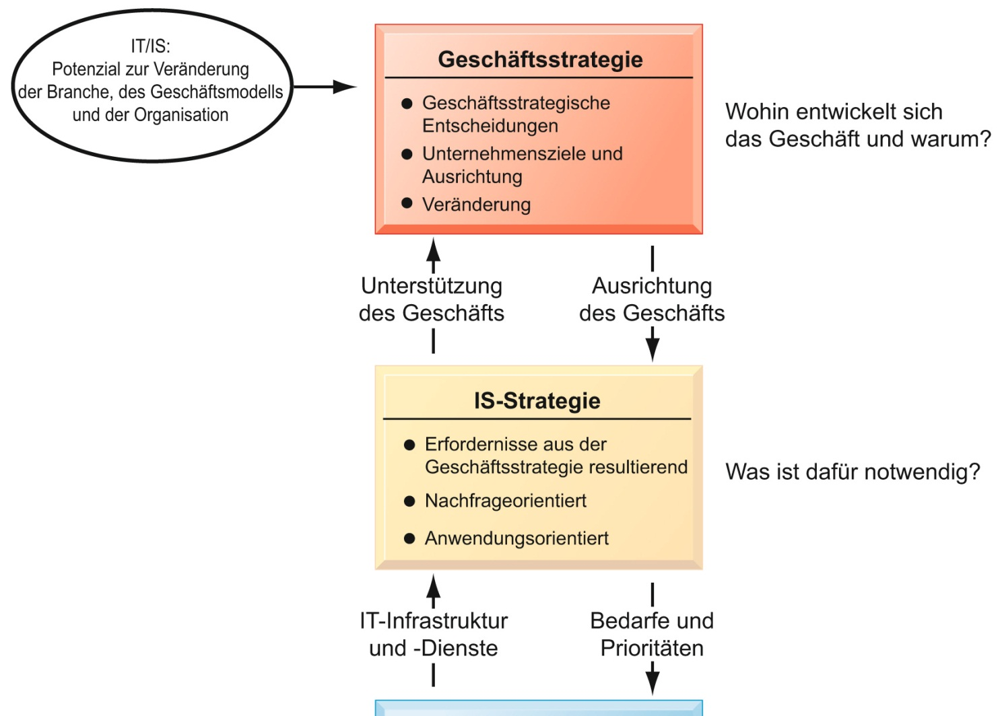 IT/IS:
Potenzial zur Veränderung
der Branche, des Geschäftsmodells
und der Organisation
Geschäftsstrategie
Geschäftsstrategische
Entscheidungen
Unternehmensziele und
Ausrichtung
Veränderung
Wohin entwickelt sich
das Geschäft und warum?
Unterstützung
des Geschäfts
Ausrichtung
des Geschäfts
IS-Strategie
Erfordernisse aus der
Geschäftsstrategie resultierend
Nachfrageorientiert
Anwendungsorientiert
Was ist dafür notwendig?
IT-Infrastruktur
und -Dienste
Bedarfe und
Prioritäten